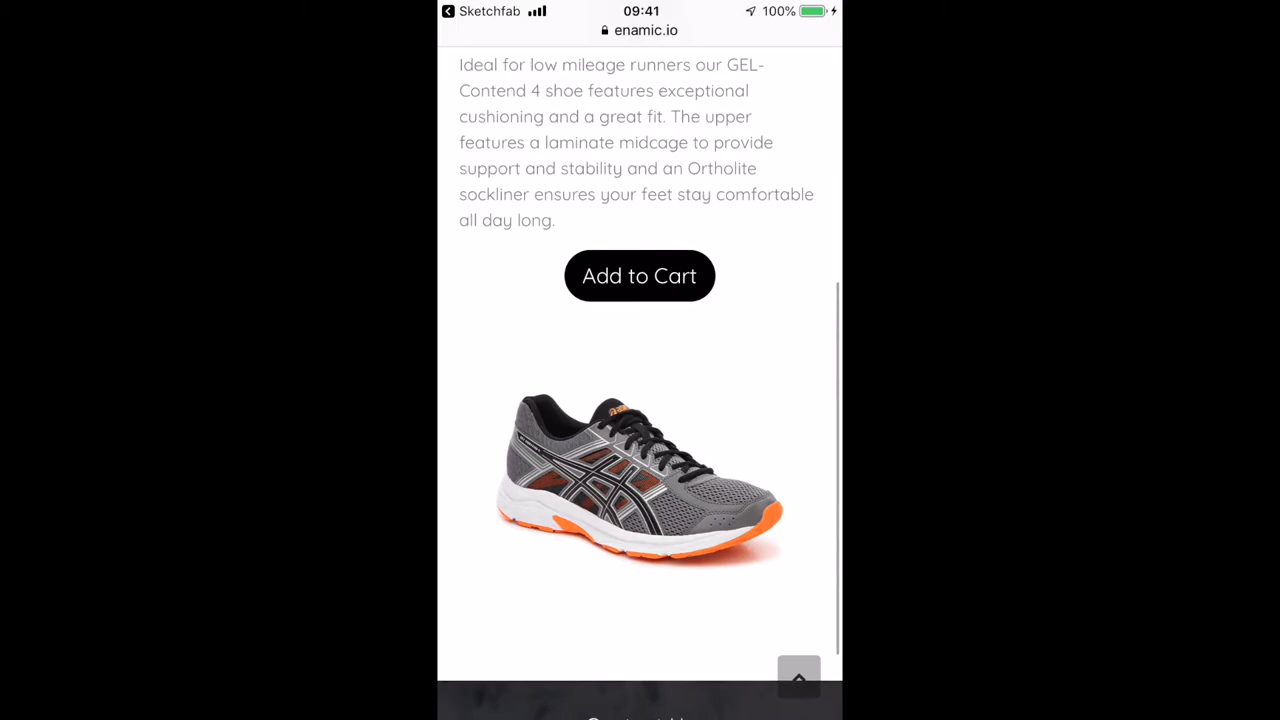 Sketchfab
09:41
100%
enamic.io
Ideal for low mileage runners our GEL-
Contend 4 shoe features exceptional
cushioning and a great fit. The upper
features a laminate midcage to provide
support and stability and an Ortholite
sockliner ensures your feet stay comfortable
all day long.
Add to Cart